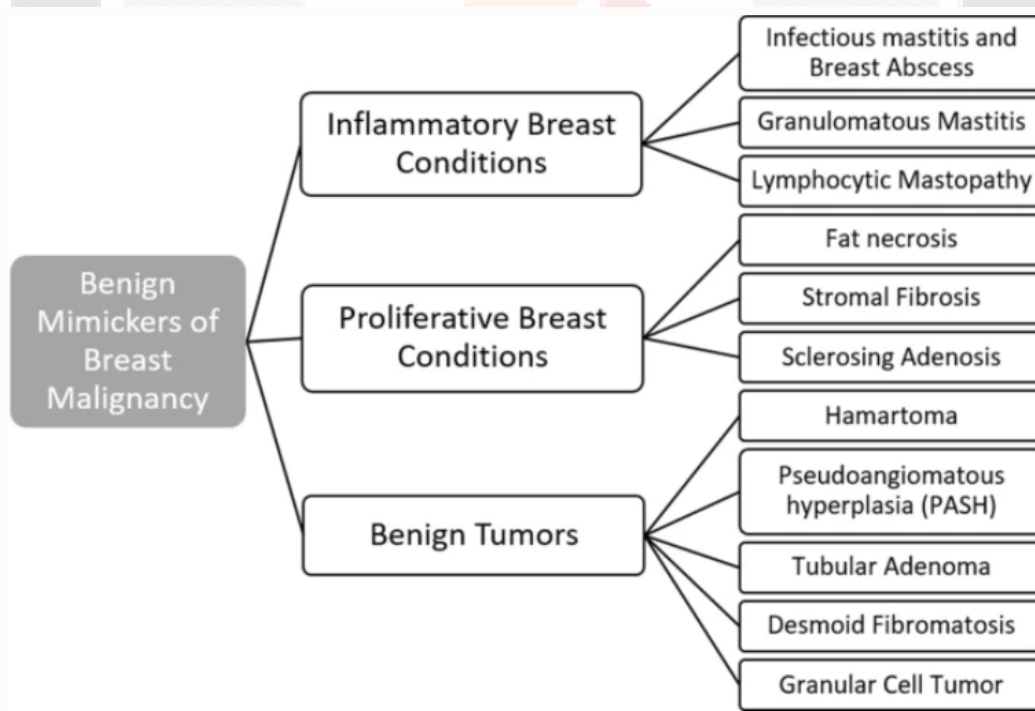 Benign
Mimickers of
Breast
Malignancy
Inflammatory Breast
Conditions
Infectious mastitis and
Breast Abscess
Granulomatous Mastitis
Lymphocytic Mastopathy
Proliferative Breast
Conditions
Fat necrosis
Stromal Fibrosis
Sclerosing Adenosis
Benign Tumors
Hamartoma
Pseudoangiomatous
hyperplasia (PASH)
Tubular Adenoma
Desmoid Fibromatosis
Granular Cell Tumor